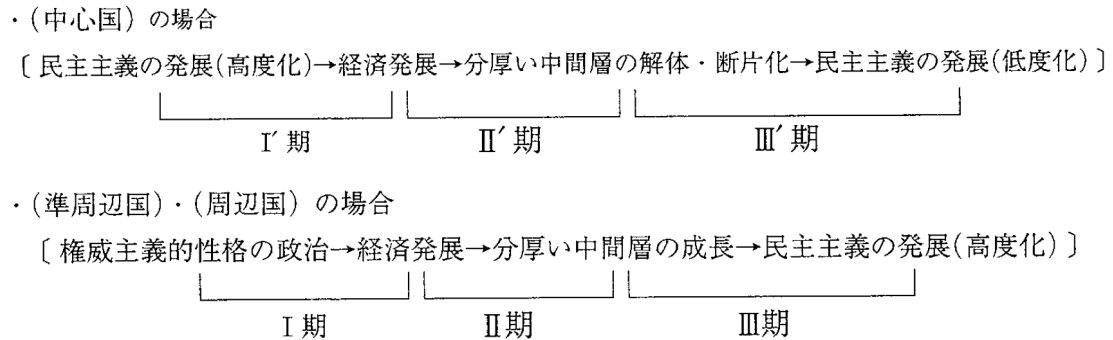 ・(中心国) の場合
〔 民主主義の発展(高度化)→経済発展→分厚い中間層の解体・断片化→民主主義の発展(低度化) 〕
Ⅰ′期 Ⅱ′期 Ⅲ′期
・(準周辺国)・(周辺国) の場合
〔 権威主義的性格の政治→経済発展→分厚い中間層の成長→民主主義の発展(高度化) 〕
Ⅰ期 Ⅱ期 Ⅲ期